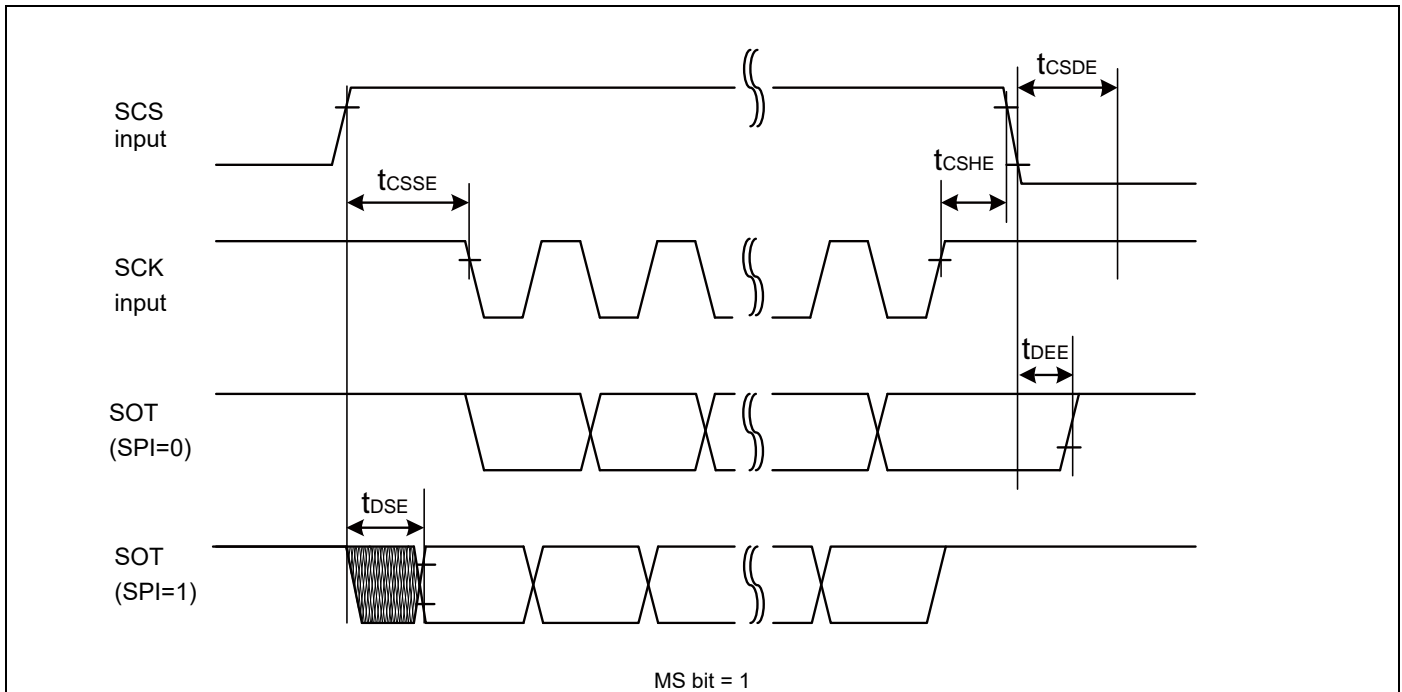 tCSDE
SCS
input
tCSHE
tCSSE
SCK
input
tDEE
SOT
(SPI=0)
tDSE
SOT
(SPI=1)
MS bit = 1